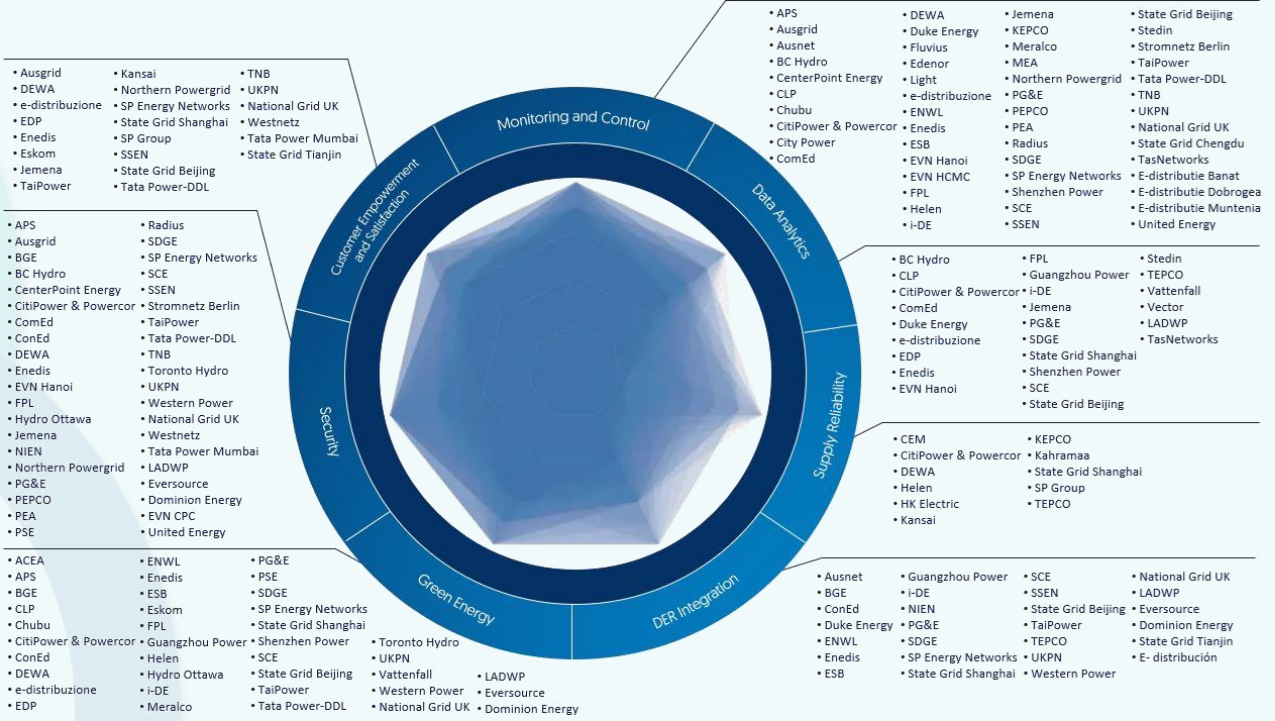 • APS
• Ausgrid
• Ausnet
• BC Hydro
• CenterPoint Energy
• CLP
• Chubu
• CitiPower & Powercor
• City Power
• ComEd
• DEWA
• Duke Energy
• Fluvius
• Edenor
• Light
• e-distribuzione
• ENWL
• Enedis
• ESB
• EVN Hanoi
• EVN HCMC
• FPL
• Helen
• i-DE
• Jemena
• KEPCO
• Meralco
• MEA
• Northern Powergrid
• PG&E
• PEPCO
• PEA
• Radius
• SDGE
• SP Energy Networks
• Shenzhen Power
• SCE
• SSEN
• State Grid Beijing
• Stedin
• Stromnetz Berlin
• TaiPower
• Tata Power-DDL
• TNB
• UKPN
• National Grid UK
• State Grid Chengdu
• TasNetworks
• E-distributie Banat
• E-distributie Dobrogea
• E-distributie Muntenia
• United Energy
• Ausgrid
• DEWA
• e-distribuzione
• EDP
• Enedis
• Eskom
• Jemena
• TaiPower
• Kansai
• Northern Powergrid
• SP Energy Networks
• State Grid Shanghai
• SP Group
• SSEN
• State Grid Beijing
• Tata Power-DDL
• TNB
• UKPN
• National Grid UK
• Westnetz
• Tata Power Mumbai
• State Grid Tianjin
Monitoring and Control
Customer Empowerment
and Satisfaction
Data Analytics
Supply Reliability
DER Integration
Green Energy
Security
• APS
• Ausgrid
• BGE
• BC Hydro
• CenterPoint Energy
• CitiPower & Powercor
• ComEd
• ConEd
• DEWA
• Enedis
• EVN Hanoi
• FPL
• Hydro Ottawa
• Jemena
• NIEN
• Northern Powergrid
• PG&E
• PEPCO
• PEA
• PSE
• Radius
• SDGE
• SP Energy Networks
• SCE
• SSEN
• Stromnetz Berlin
• TaiPower
• Tata Power-DDL
• TNB
• Toronto Hydro
• UKPN
• Western Power
• National Grid UK
• Westnetz
• Tata Power Mumbai
• LADWP
• Eversource
• Dominion Energy
• EVN CPC
• United Energy
• BC Hydro
• CLP
• CitiPower & Powercor
• ComEd
• Duke Energy
• e-distribuzione
• EDP
• Enedis
• EVN Hanoi
• FPL
• Guangzhou Power
• i-DE
• Jemena
• PG&E
• SDGE
• State Grid Shanghai
• Shenzhen Power
• SCE
• State Grid Beijing
• Stedin
• TEPCO
• Vattenfall
• Vector
• LADWP
• TasNetworks
• CEM
• CitiPower & Powercor
• DEWA
• Helen
• HK Electric
• Kansai
• KEPCO
• Kahramaa
• State Grid Shanghai
• SP Group
• TEPCO
• ACEA
• APS
• BGE
• CLP
• Chubu
• CitiPower & Powercor
• ConEd
• DEWA
• e-distribuzione
• EDP
• ENWL
• Enedis
• ESB
• Eskom
• FPL
• Guangzhou Power
• Helen
• Hydro Ottawa
• i-DE
• Meralco
• PG&E
• PSE
• SDGE
• SP Energy Networks
• State Grid Shanghai
• Shenzhen Power
• SCE
• State Grid Beijing
• TaiPower
• Tata Power-DDL
• Toronto Hydro
• UKPN
• Vattenfall
• Western Power
• National Grid UK
• LADWP
• Eversource
• Dominion Energy
• Ausnet
• BGE
• ConEd
• Duke Energy
• ENWL
• Enedis
• ESB
• Guangzhou Power
• i-DE
• NIEN
• PG&E
• SDGE
• SP Energy Networks
• State Grid Shanghai
• SCE
• SSEN
• State Grid Beijing
• TaiPower
• TEPCO
• UKPN
• Western Power
• National Grid UK
• LADWP
• Eversource
• Dominion Energy
• State Grid Tianjin
• E- distribución